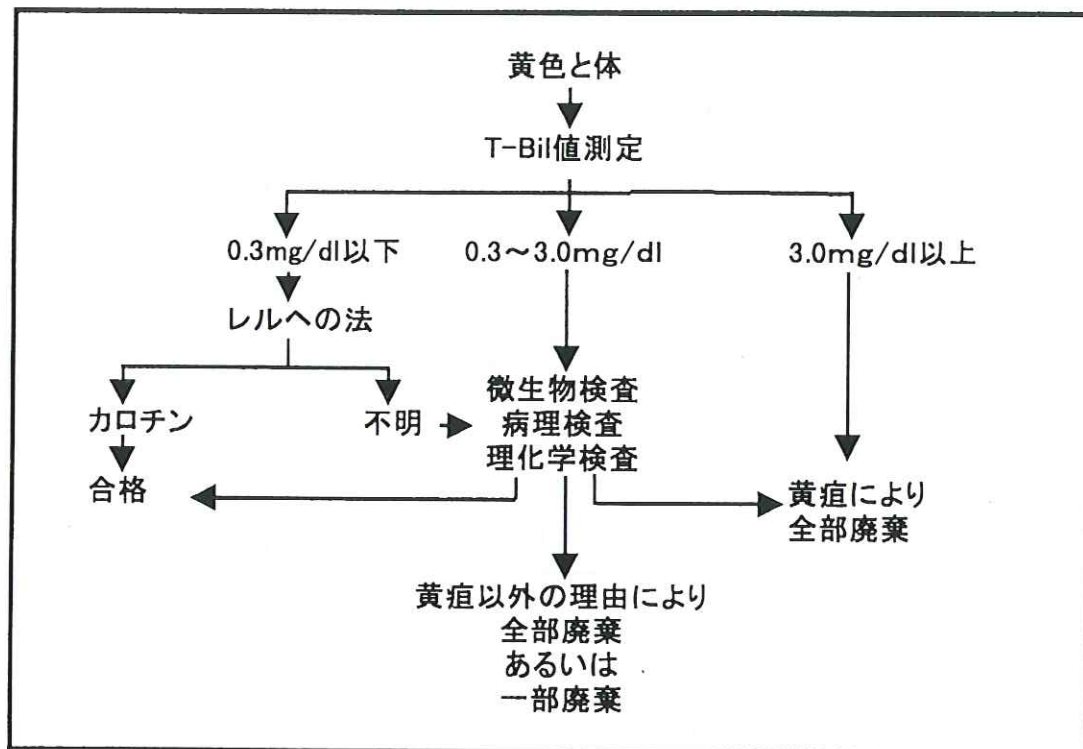 黄色と体
T-Bil値測定
0.3mg/dl以下
0.3～3.0mg/dl
3.0mg/dl以上
レルヘの法
カロチン
不明
微生物検査
病理検査
理化学検査
合格
黄疸により
全部廃棄
黄疸以外の理由により
全部廃棄
あるいは
一部廃棄